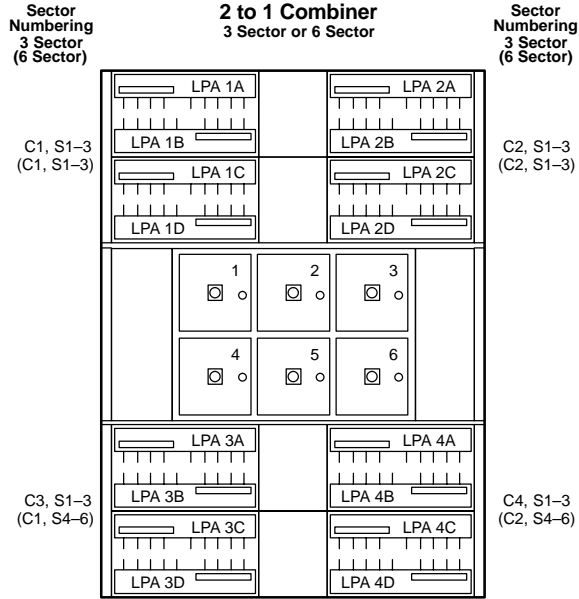 Sector
Numbering
3 Sector
(6 Sector)
2 to 1 Combiner
3 Sector or 6 Sector
Sector
Numbering
3 Sector
(6 Sector)
LPA 1A
LPA 2A
LPA 1B
LPA 2B
C1, S1–3
(C1, S1–3)
C2, S1–3
(C2, S1–3)
LPA 1C
LPA 2C
LPA 1D
LPA 2D
1
2
3
4
5
6
LPA 3A
LPA 4A
LPA 3B
LPA 4B
C3, S1–3
(C1, S4–6)
C4, S1–3
(C2, S4–6)
LPA 3C
LPA 4C
LPA 3D
LPA 4D